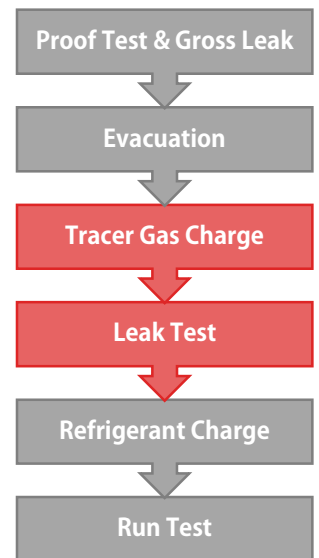 Proof Test & Gross Leak
Evacuation
Tracer Gas Charge
Leak Test
Refrigerant Charge
Run Test